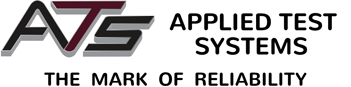 ATS
APPLIED TEST
SYSTEMS
THE MARK OF RELIABILITY